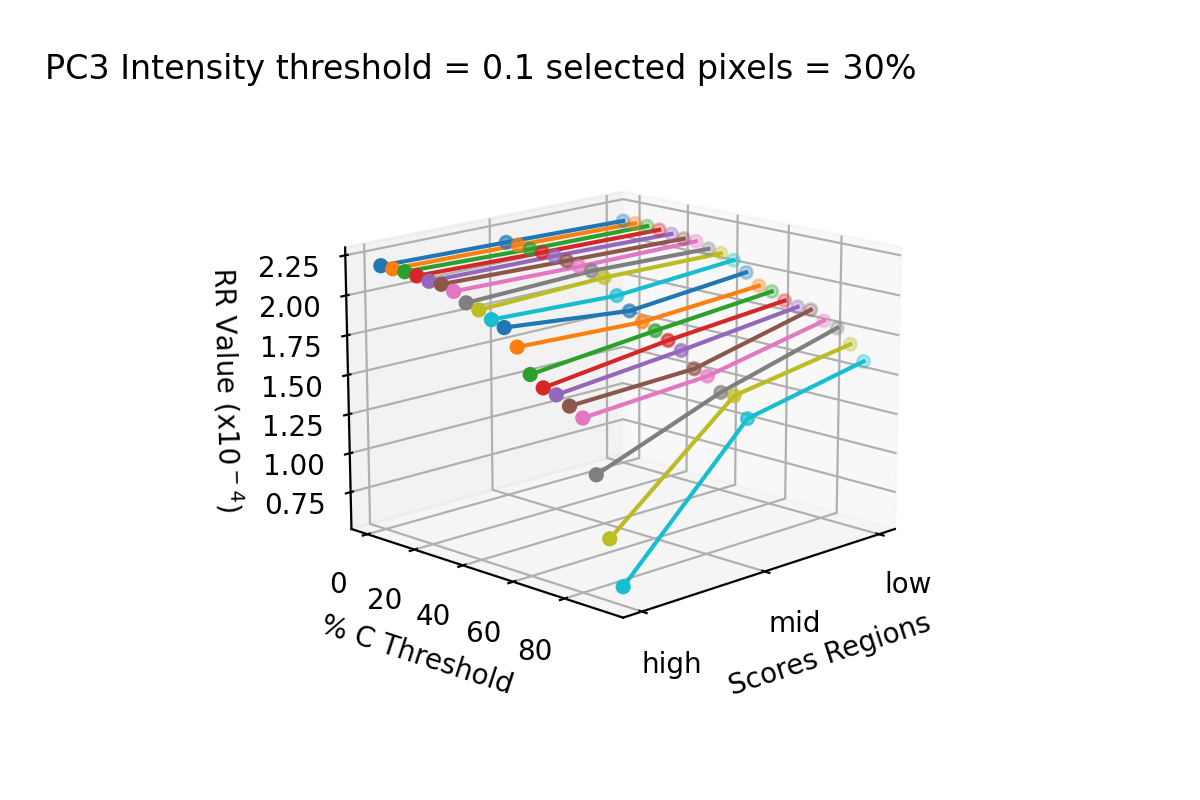 PC3 Intensity threshold = 0.1 selected pixels = 30%
RR Value (x10⁻⁴)
2.25
2.00
1.75
1.50
1.25
1.00
0.75
0
20
40
60
80
% C Threshold
high
mid
low
Scores Regions